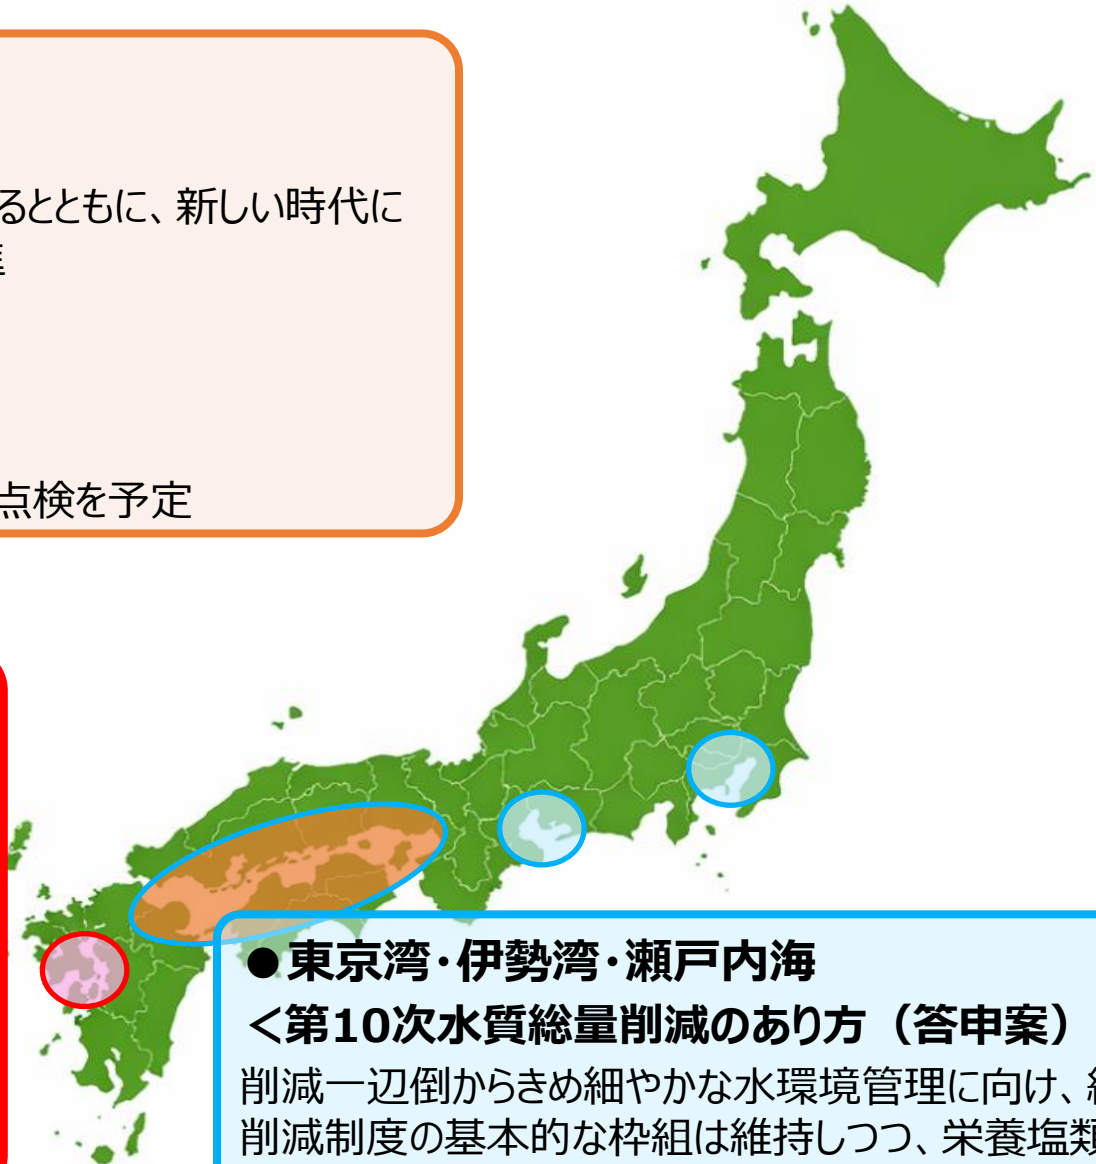 るとともに、新しい時代に
進
点検を予定
●東京湾・伊勢湾・瀬戸内海
＜第10次水質総量削減のあり方（答申案）
削減一辺倒からきめ細やかな水環境管理に向け、
削減制度の基本的な枠組は維持しつつ、栄養塩類